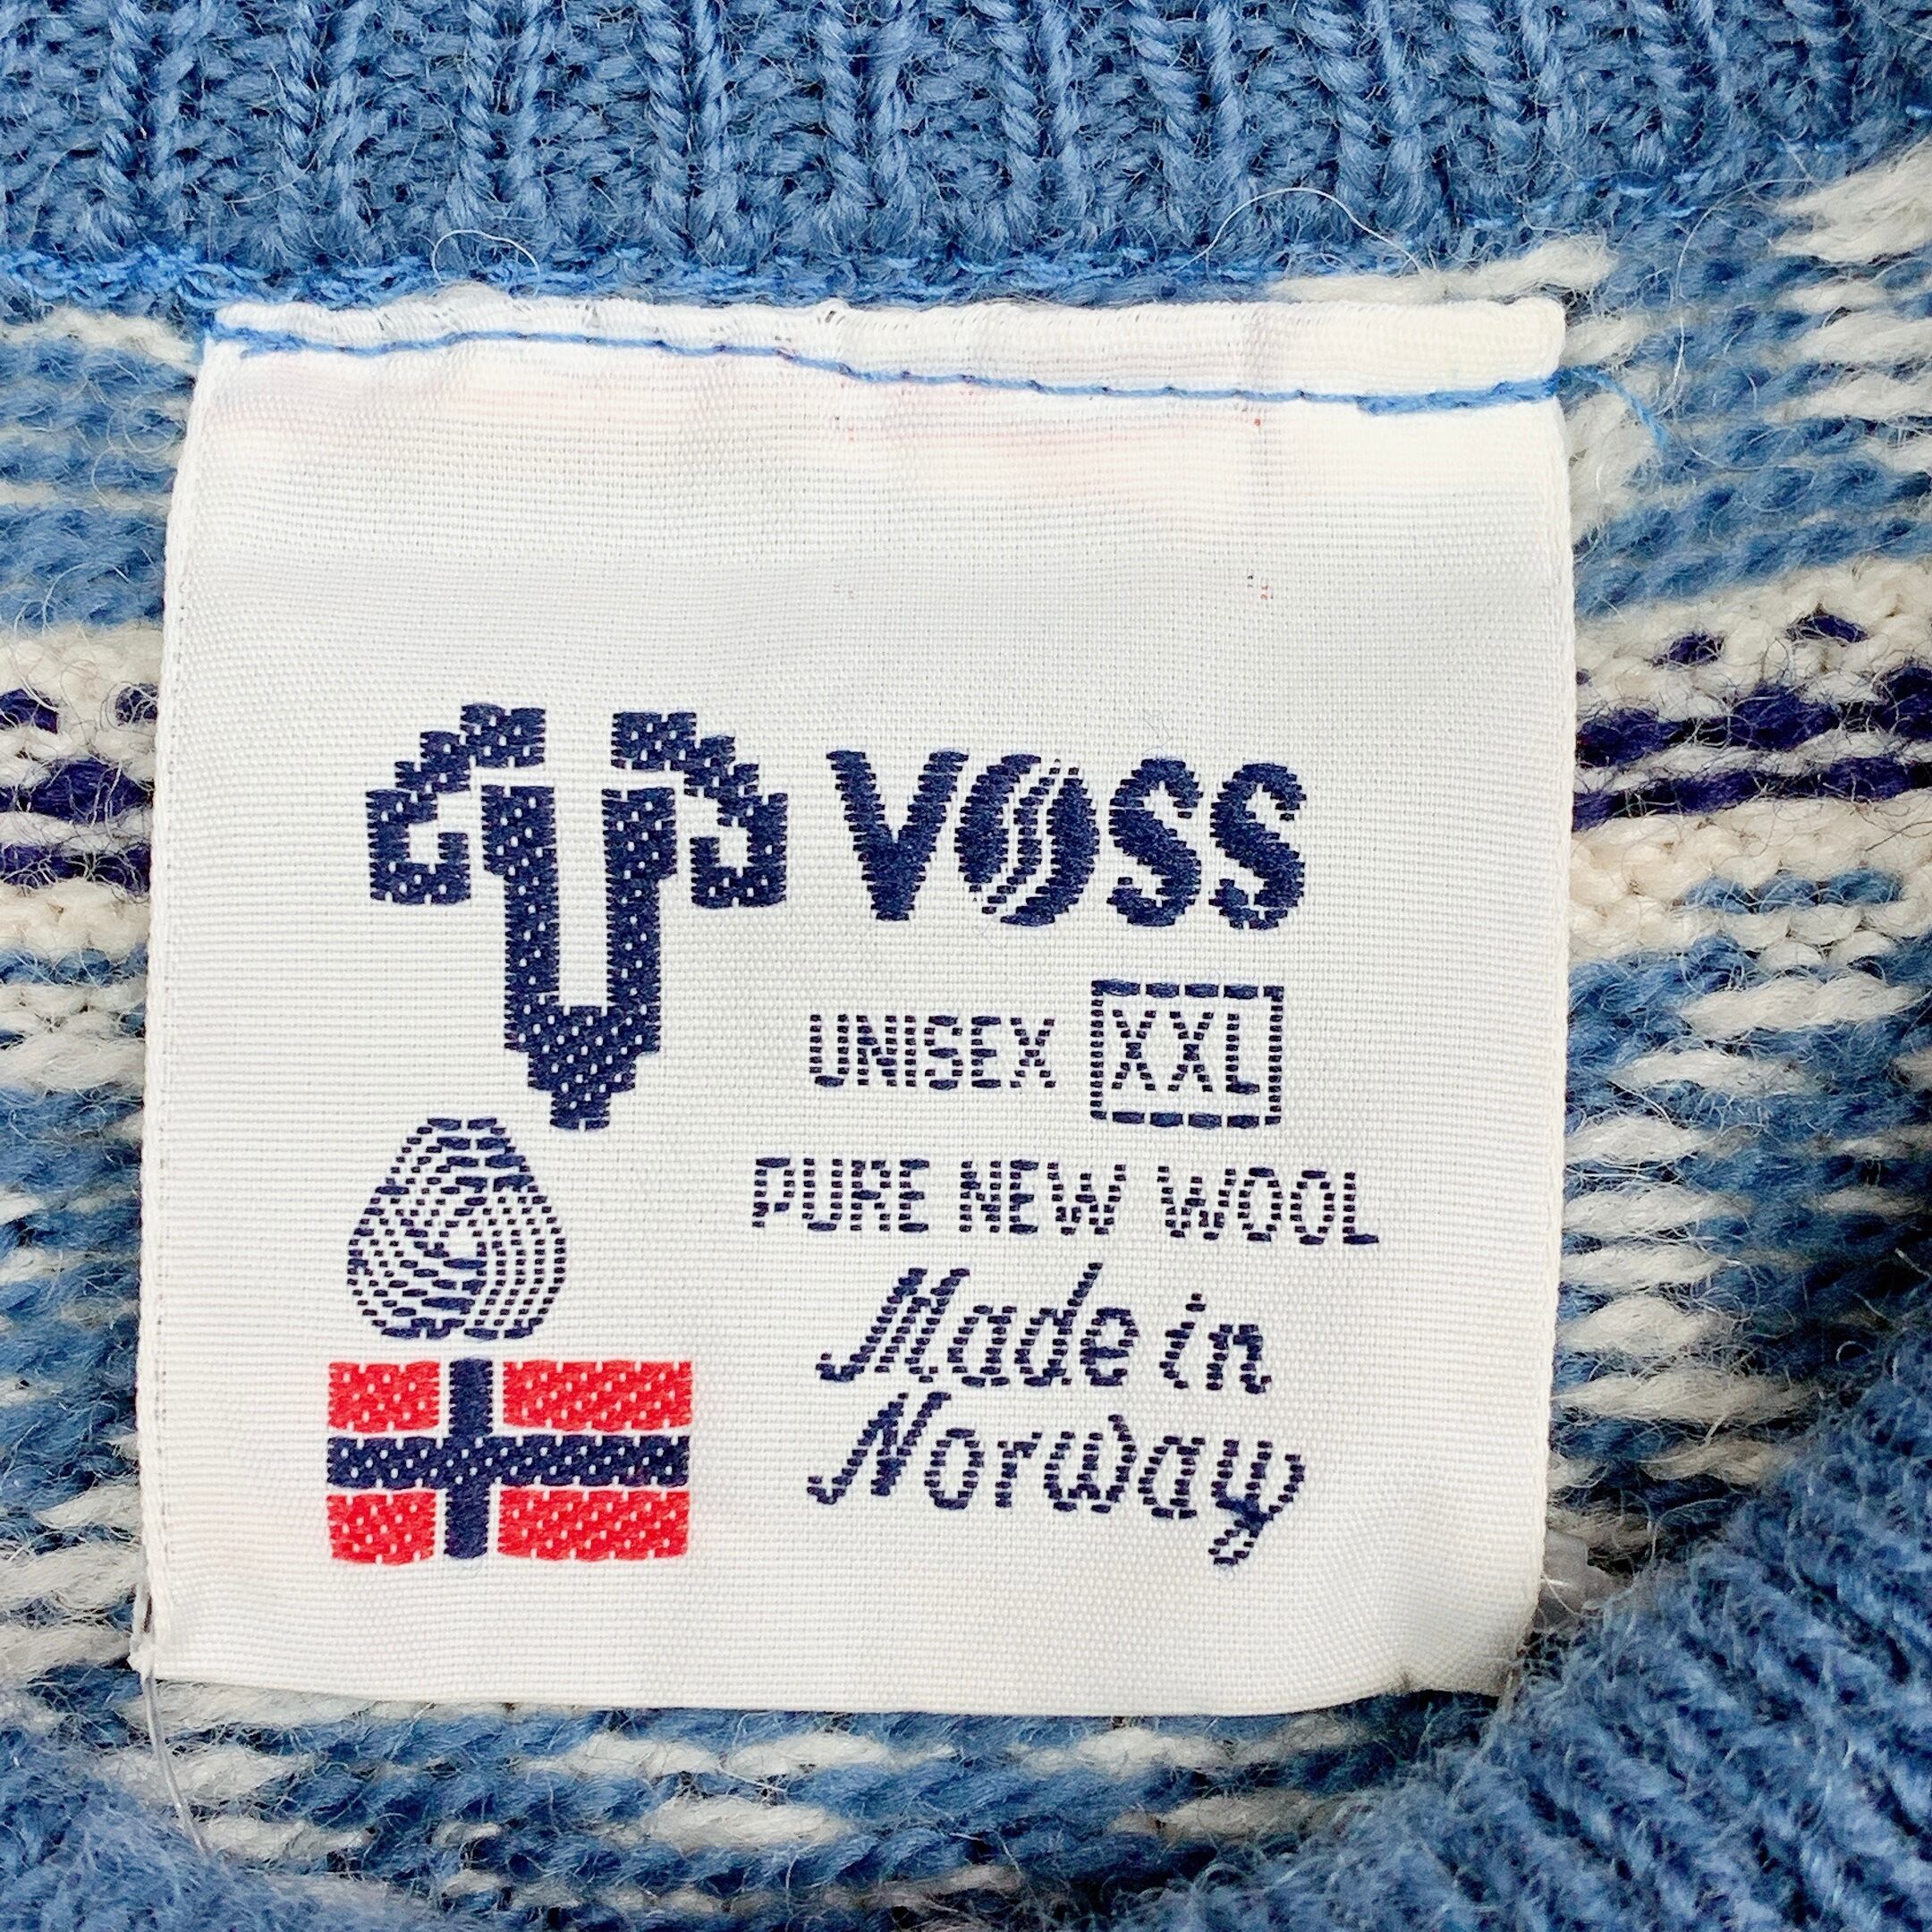 VOSS
UNISEX XXL
PURE NEW WOOL
Made in
Norway